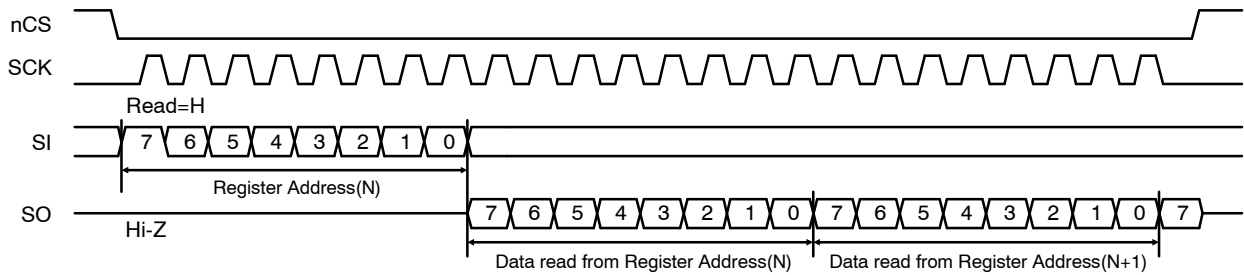 nCS
SCK
Read=H
SI 7 6 5 4 3 2 1 0
Register Address(N)
SO 7 6 5 4 3 2 1 0 7 6 5 4 3 2 1 0 7
Hi-Z
Data read from Register Address(N) Data read from Register Address(N+1)